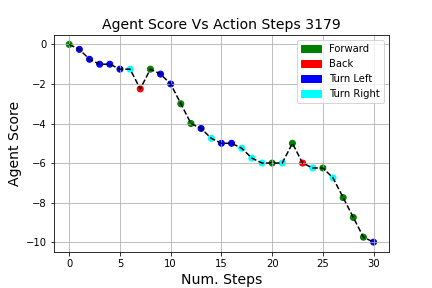 Agent Score Vs Action Steps 3179
Agent Score
0
−2
−4
−6
−8
−10
Forward
Back
Turn Left
Turn Right
0 5 10 15 20 25 30
Num. Steps